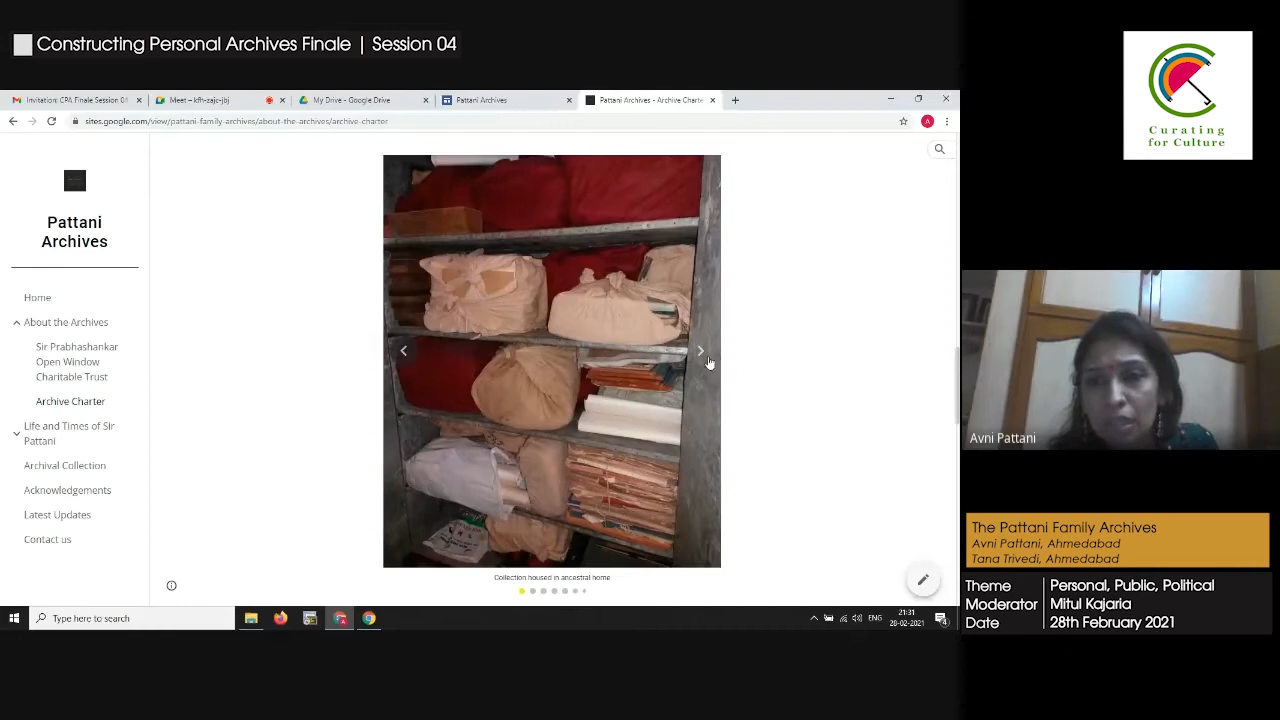 Constructing Personal Archives Finale | Session 04
Invitation: CPA Finale Session 04
Meet – kfh-zajc-jbj
My Drive - Google Drive
Pattani Archives
Pattani Archives - Archive Charte
sites.google.com/view/pattani-family-archives/about-the-archives/archive-charter
A
Pattani
Archives
Home
About the Archives
Sir Prabhashankar
Open Window
Charitable Trust
Archive Charter
Life and Times of Sir
Pattani
Archival Collection
Acknowledgements
Latest Updates
Contact us
Collection housed in ancestral home
Type here to search
ENG
21:31
28-02-2021
4
Curating
for Culture
Avni Pattani
The Pattani Family Archives
Avni Pattani, Ahmedabad
Tana Trivedi, Ahmedabad
Theme
Personal, Public, Political
Moderator
Mitul Kajaria
Date
28th February 2021